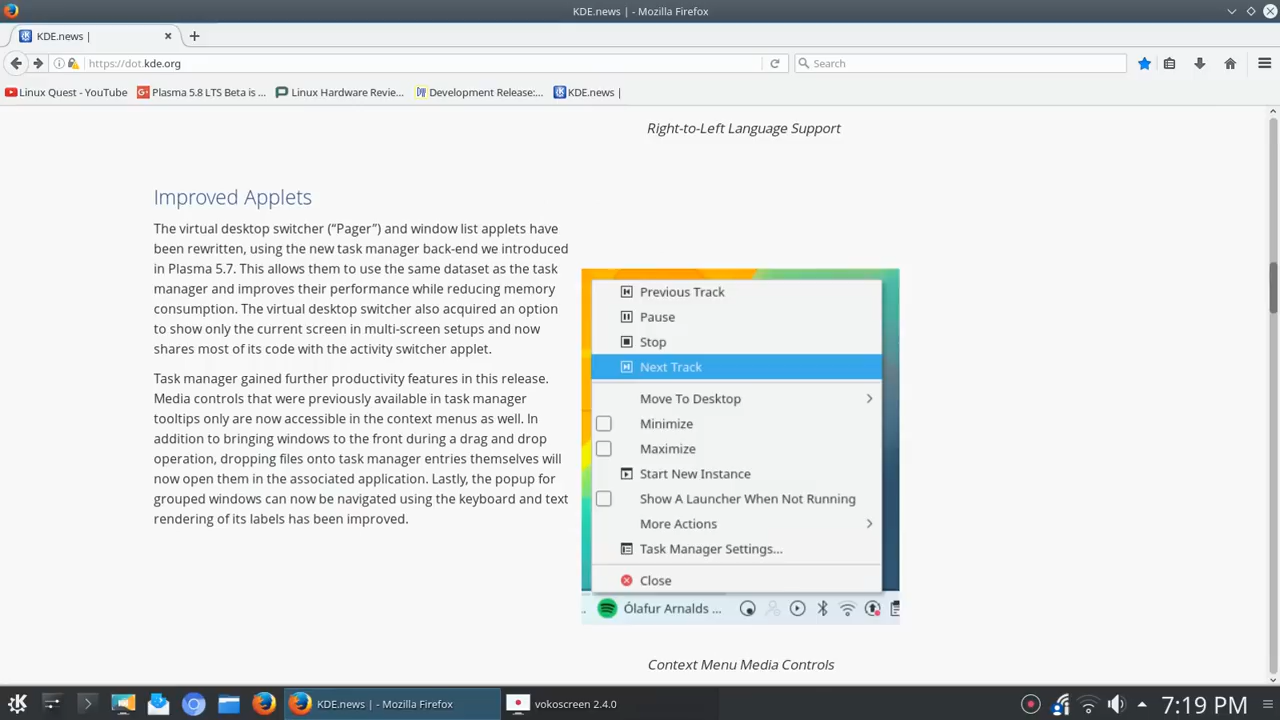 KDE.news | - Mozilla Firefox
KDE.news |
https://dot.kde.org
Search
Linux Quest - YouTube
Plasma 5.8 LTS Beta is ...
Linux Hardware Revie...
Development Release:...
KDE.news |
Right-to-Left Language Support
Improved Applets
The virtual desktop switcher (“Pager”) and window list applets have
been rewritten, using the new task manager back-end we introduced
in Plasma 5.7. This allows them to use the same dataset as the task
manager and improves their performance while reducing memory
consumption. The virtual desktop switcher also acquired an option
to show only the current screen in multi-screen setups and now
shares most of its code with the activity switcher applet.
Task manager gained further productivity features in this release.
Media controls that were previously available in task manager
tooltips only are now accessible in the context menus as well. In
addition to bringing windows to the front during a drag and drop
operation, dropping files onto task manager entries themselves will
now open them in the associated application. Lastly, the popup for
grouped windows can now be navigated using the keyboard and text
rendering of its labels has been improved.
Previous Track
Pause
Stop
Next Track
Move To Desktop
Minimize
Maximize
Start New Instance
Show A Launcher When Not Running
More Actions
Task Manager Settings...
Close
Ólafur Arnalds ...
Context Menu Media Controls
KDE.news | - Mozilla Firefox
vokoscreen 2.4.0
7:19 PM